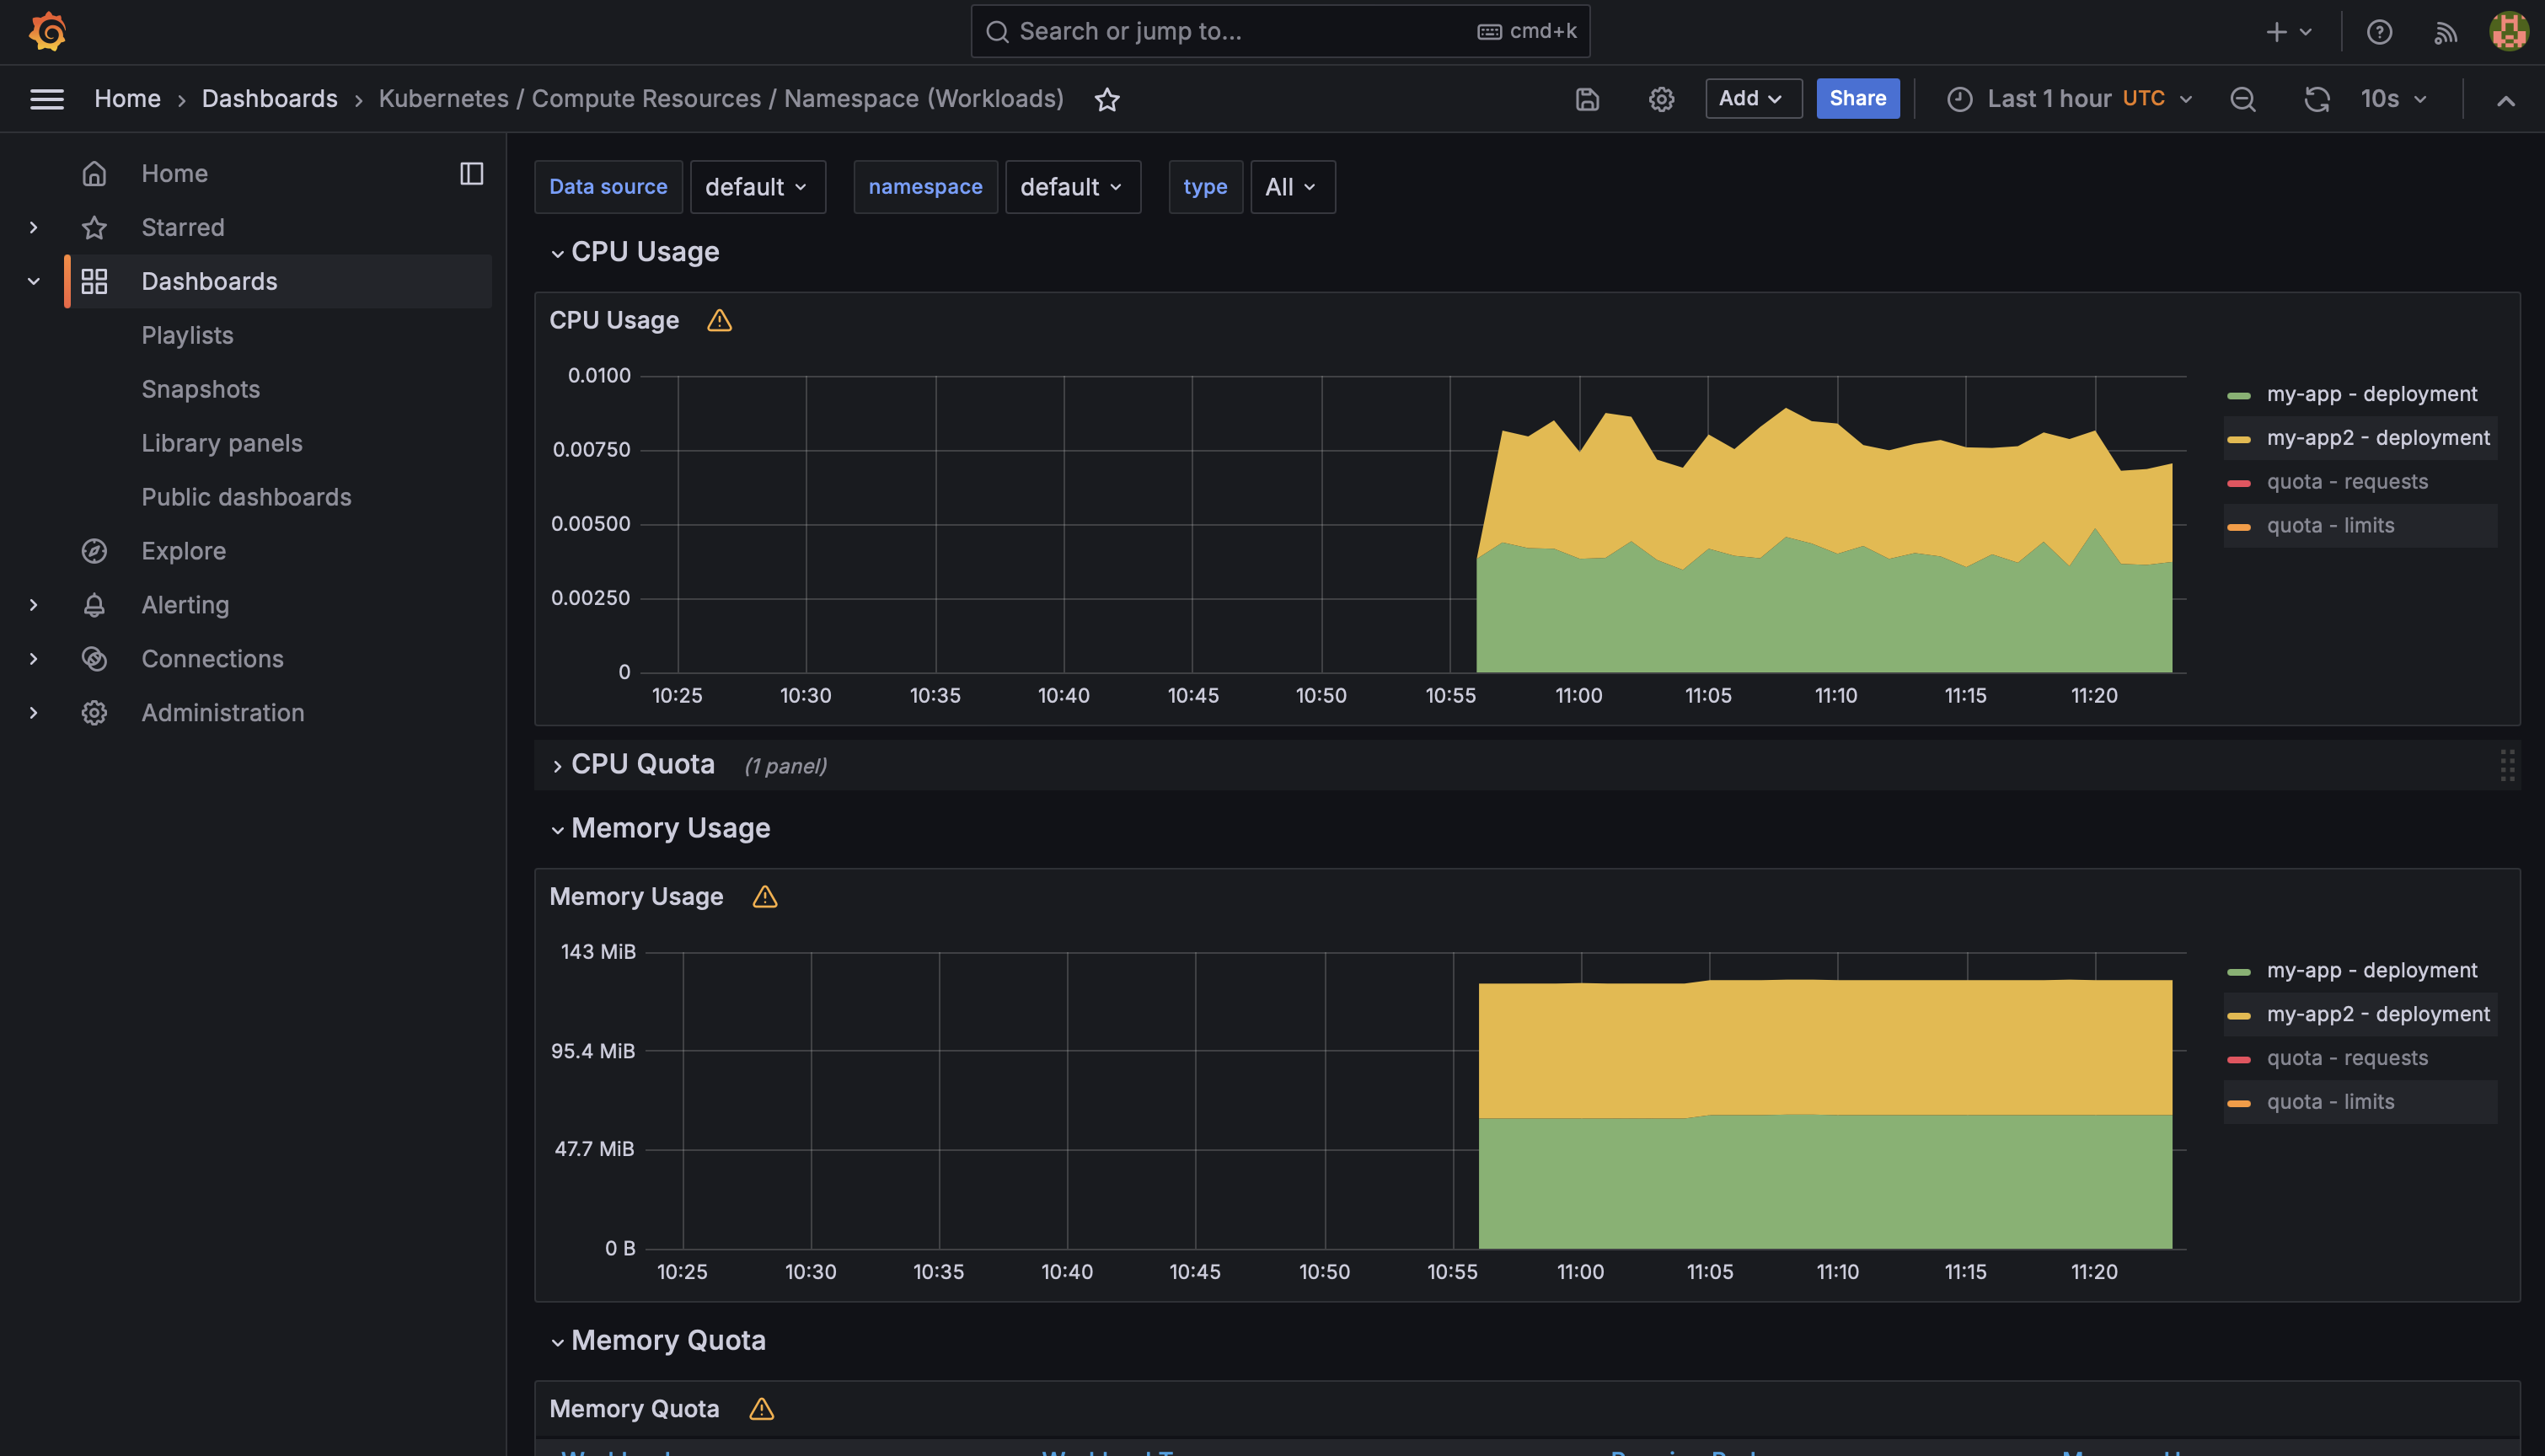 Search or jump to... cmd+k
Home › Dashboards › Kubernetes / Compute Resources / Namespace (Workloads) Add Share Last 1 hour UTC 10s
Home
Starred
Dashboards
Playlists
Snapshots
Library panels
Public dashboards
Explore
Alerting
Connections
Administration
Data source default namespace default type All
CPU Usage
CPU Usage
0.0100
0.00750
0.00500
0.00250
0
10:25 10:30 10:35 10:40 10:45 10:50 10:55 11:00 11:05 11:10 11:15 11:20
my-app - deployment
my-app2 - deployment
quota - requests
quota - limits
CPU Quota (1 panel)
Memory Usage
Memory Usage
143 MiB
95.4 MiB
47.7 MiB
0 B
10:25 10:30 10:35 10:40 10:45 10:50 10:55 11:00 11:05 11:10 11:15 11:20
my-app - deployment
my-app2 - deployment
quota - requests
quota - limits
Memory Quota
Memory Quota